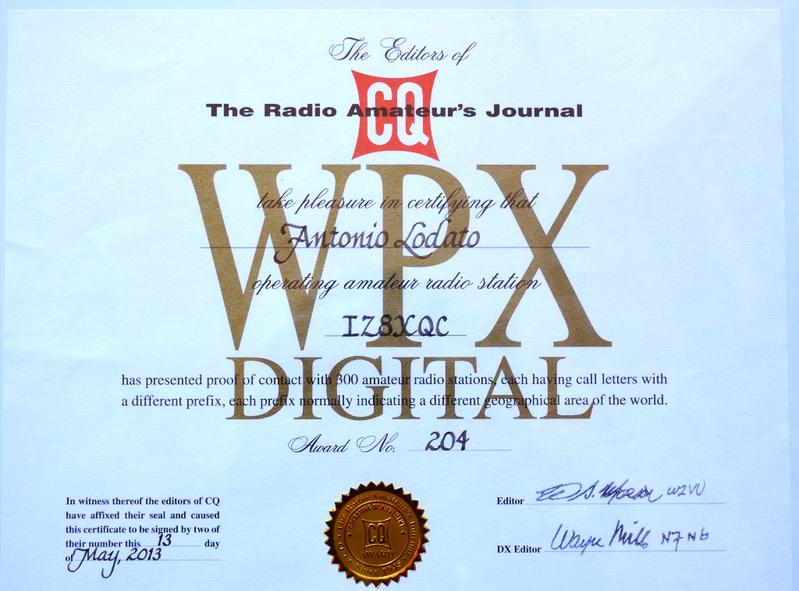 The Editors of
CQ
The Radio Amateur's Journal
WPX
take pleasure in certifying that
Antonio Lodato
operating amateur radio station
IZ8XQC
DIGITAL
has presented proof of contact with 300 amateur radio stations, each having call letters with
a different prefix, each prefix normally indicating a different geographical area of the world.
Award No. 204
In witness thereof the editors of CQ
have affixed their seal and caused
this certificate to be signed by two of
their number this 13 day
of May, 2013
CQ
AWARD
Editor W2VU
DX Editor Wayne Mills N7NG